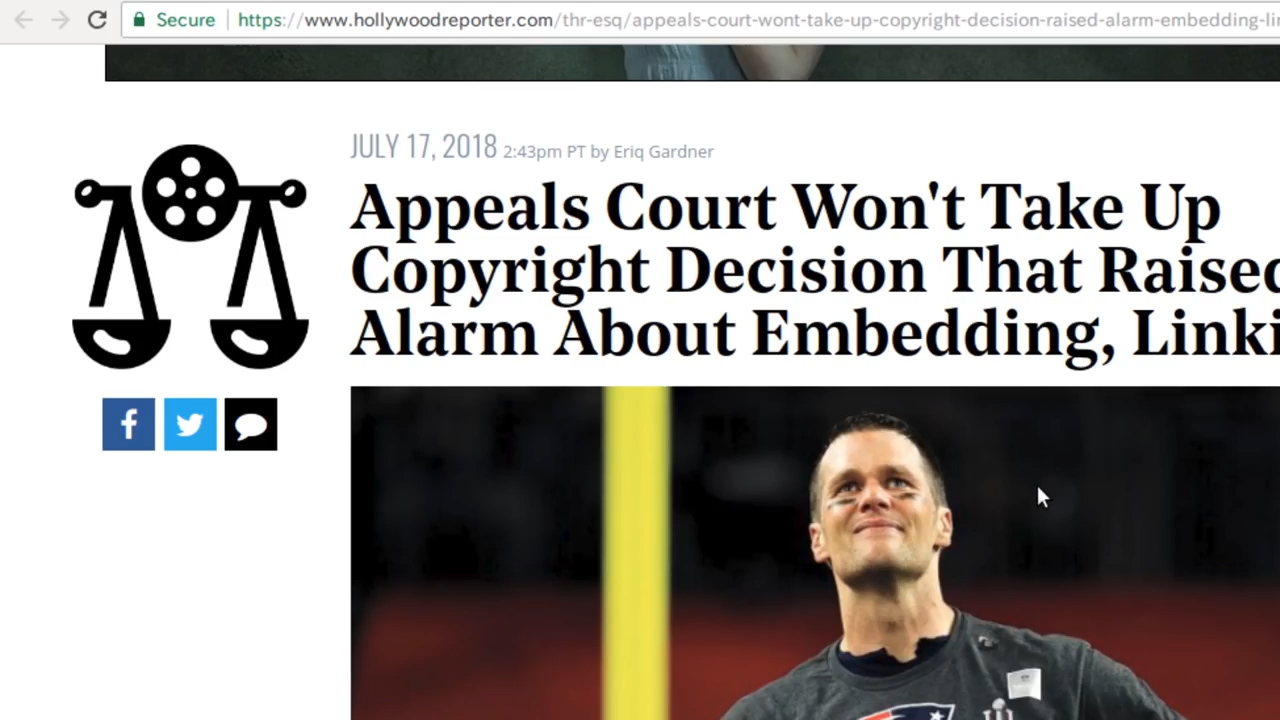 Secure https://www.hollywoodreporter.com/thr-esq/appeals-court-wont-take-up-copyright-decision-raised-alarm-embedding-li
JULY 17, 2018 2:43pm PT by Eriq Gardner
Appeals Court Won't Take Up
Copyright Decision That Raised
Alarm About Embedding, Linki